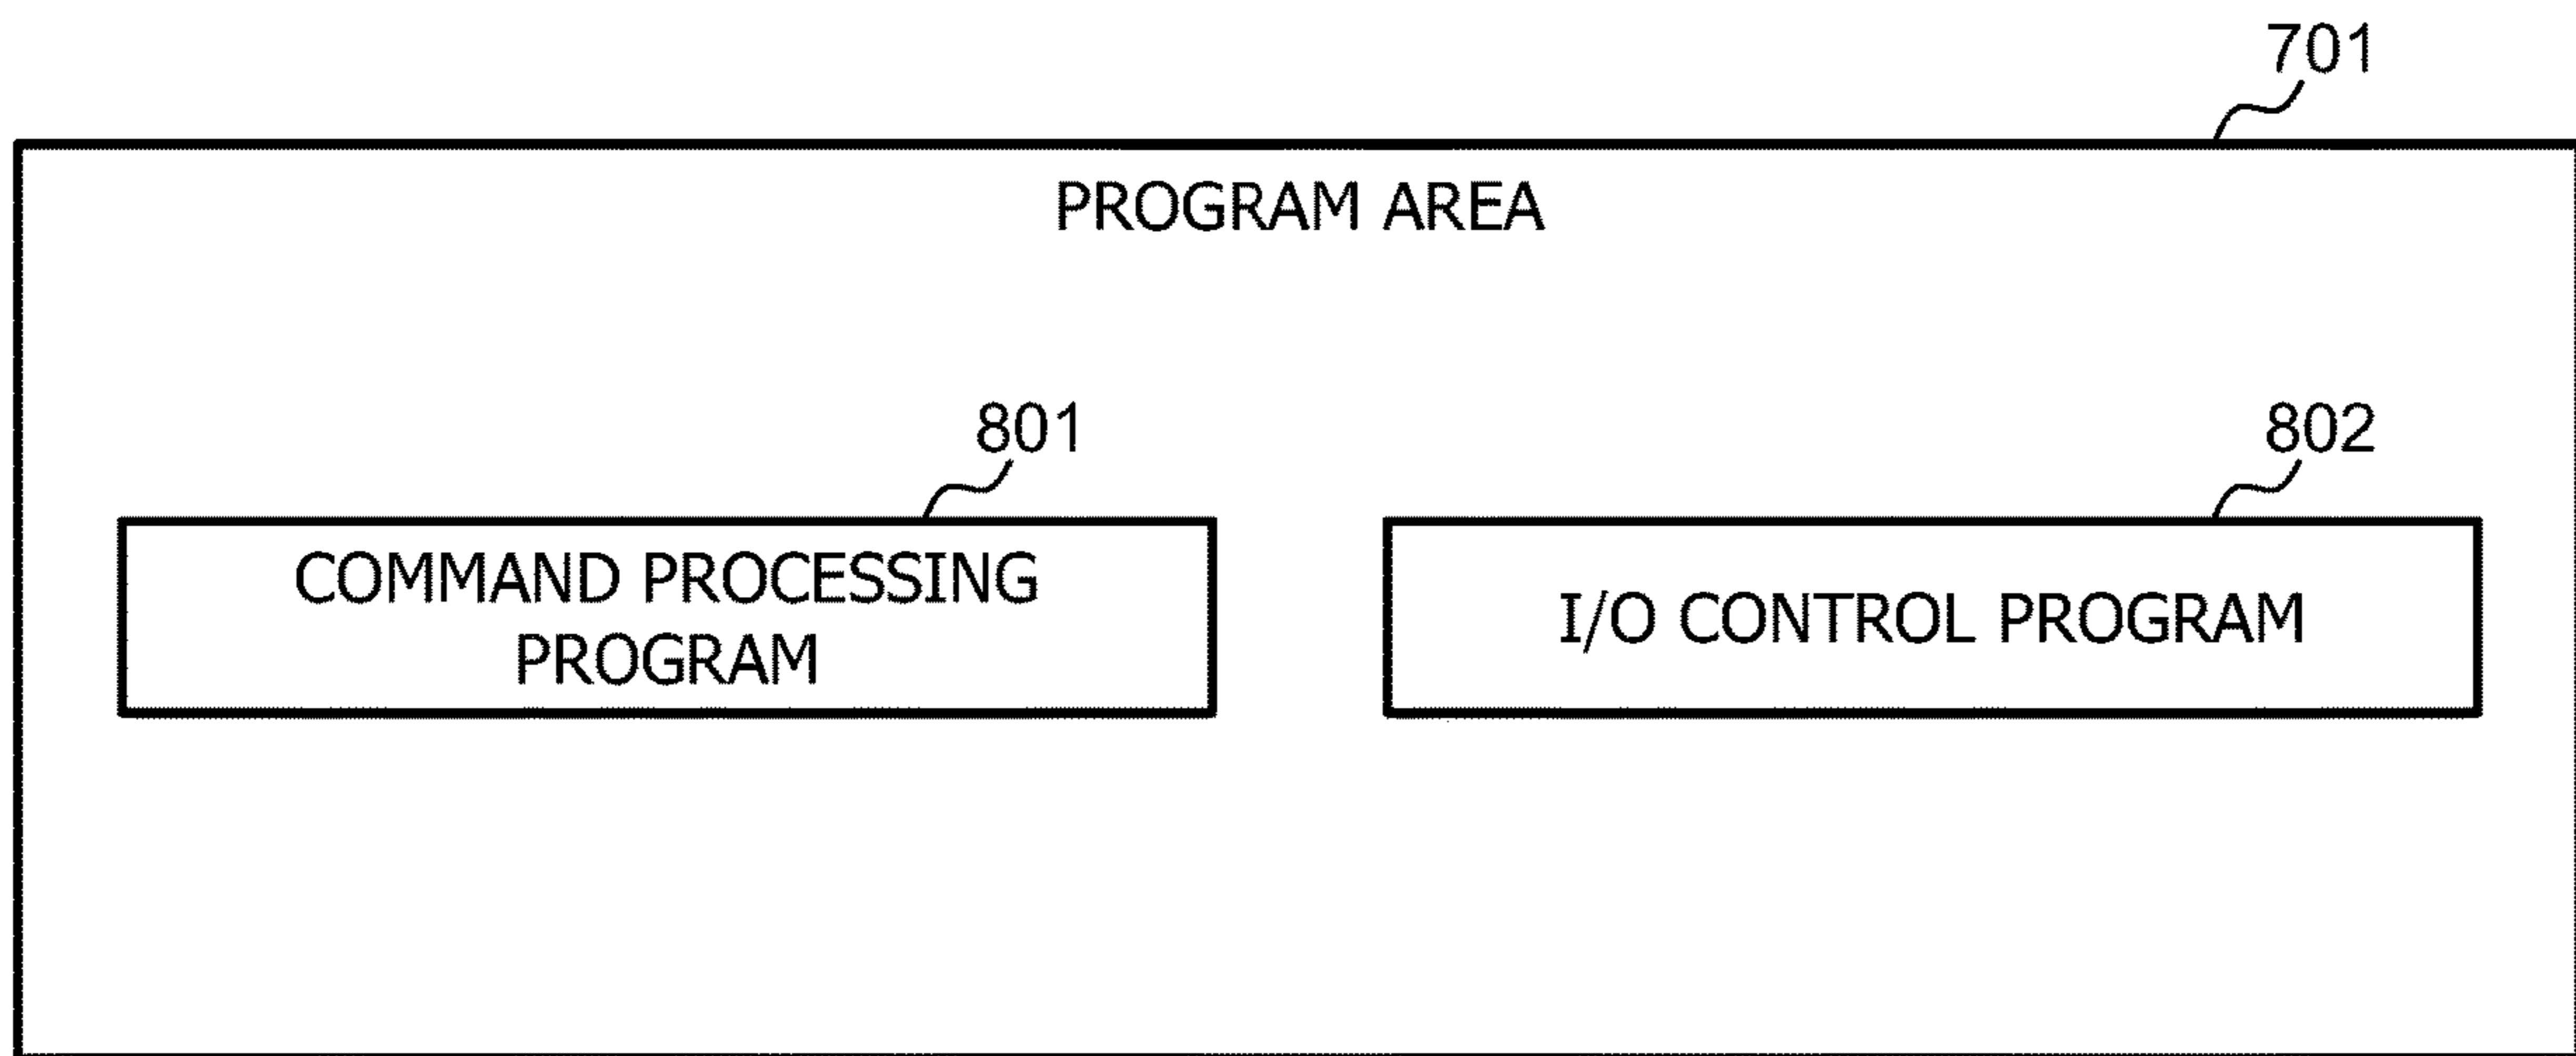 701
PROGRAM AREA
801
802
COMMAND PROCESSING
PROGRAM
I/O CONTROL PROGRAM